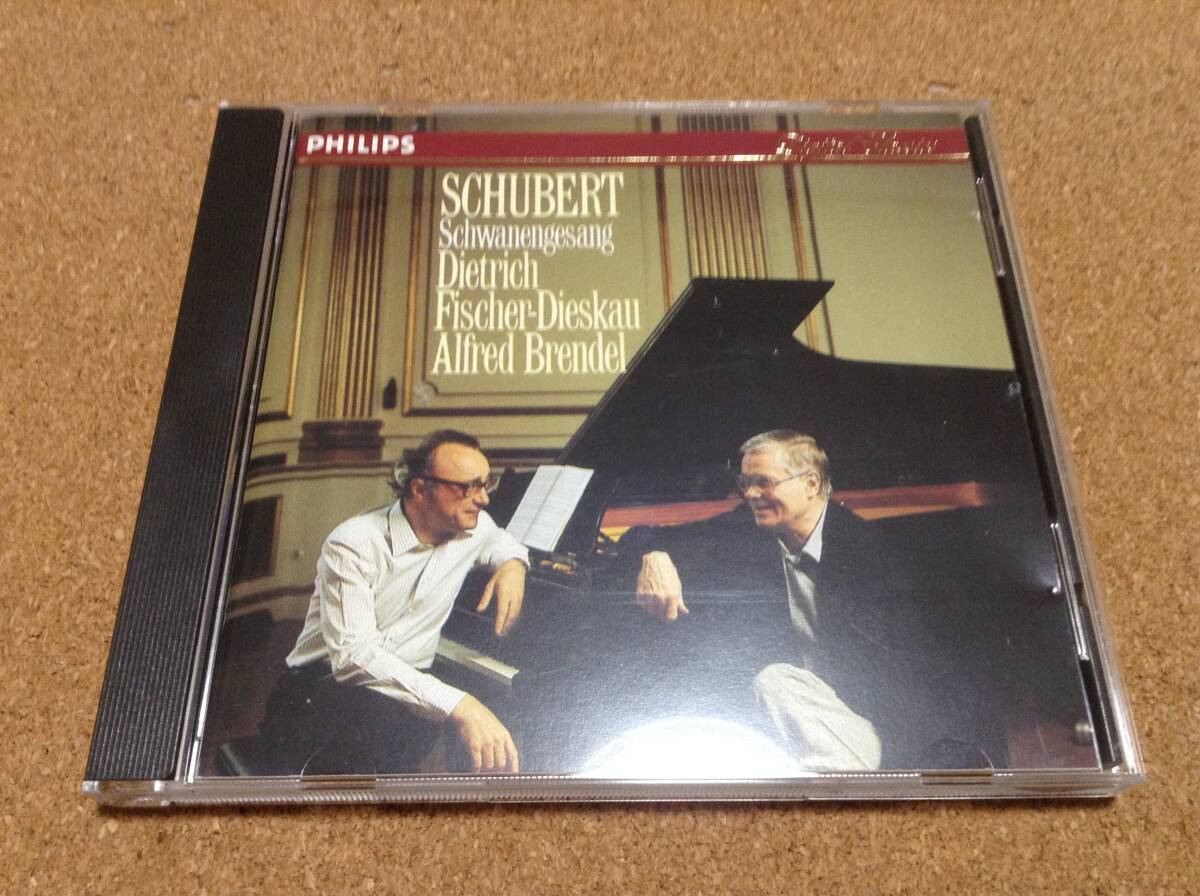 PHILIPS
SCHUBERT
Schwanengesang
Dietrich
Fischer-Dieskau
Alfred Brendel